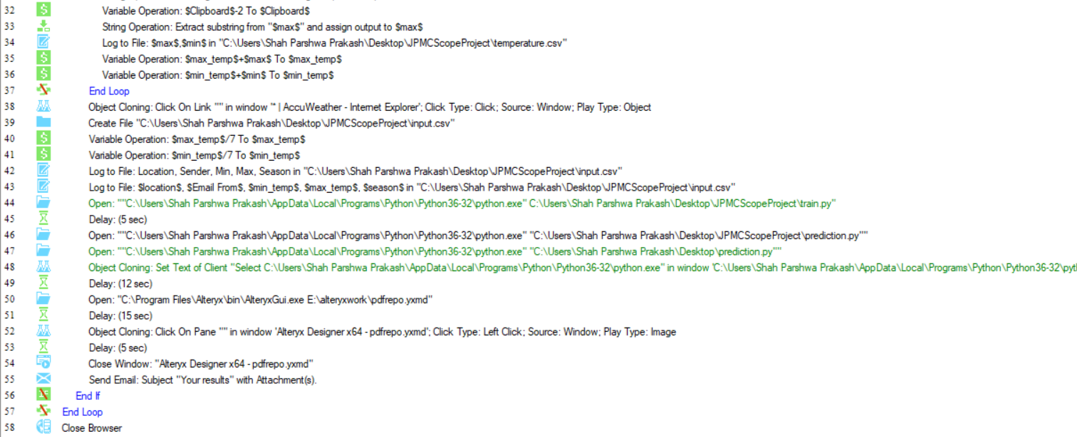 32 Variable Operation: $Clipboard$-2 To $Clipboard$
33 String Operation: Extract substring from "$max$" and assign output to $max$
34 Log to File: $max$,$min$ in "C:\Users\Shah Parshwa Prakash\Desktop\JPMCScopeProject\temperature.csv"
35 Variable Operation: $max_temp$+$max$ To $max_temp$
36 Variable Operation: $min_temp$+$min$ To $min_temp$
37 End Loop
38 Object Cloning: Click On Link "" in window '* | AccuWeather - Internet Explorer'; Click Type: Click; Source: Window; Play Type: Object
39 Create File "C:\Users\Shah Parshwa Prakash\Desktop\JPMCScopeProject\input.csv"
40 Variable Operation: $max_temp$/7 To $max_temp$
41 Variable Operation: $min_temp$/7 To $min_temp$
42 Log to File: Location, Sender, Min, Max, Season in "C:\Users\Shah Parshwa Prakash\Desktop\JPMCScopeProject\input.csv"
43 Log to File: $location$, $Email From$, $min_temp$, $max_temp$, $season$ in "C:\Users\Shah Parshwa Prakash\Desktop\JPMCScopeProject\input.csv"
44 Open: ""C:\Users\Shah Parshwa Prakash\AppData\Local\Programs\Python\Python36-32\python.exe" C:\Users\Shah Parshwa Prakash\Desktop\JPMCScopeProject\train.py"
45 Delay: (5 sec)
46 Open: ""C:\Users\Shah Parshwa Prakash\AppData\Local\Programs\Python\Python36-32\python.exe" "C:\Users\Shah Parshwa Prakash\Desktop\JPMCScopeProject\prediction.py""
47 Open: ""C:\Users\Shah Parshwa Prakash\AppData\Local\Programs\Python\Python36-32\python.exe" "C:\Users\Shah Parshwa Prakash\Desktop\prediction.py""
48 Object Cloning: Set Text of Client "Select C:\Users\Shah Parshwa Prakash\AppData\Local\Programs\Python\Python36-32\python.exe" in window 'C:\Users\Shah Parshwa Prakash\AppData\Local\Programs\Python\Python36-32\pyt
49 Delay: (12 sec)
50 Open: "C:\Program Files\Alteryx\bin\AlteryxGui.exe E:\alteryxwork\pdfrepo.yxmd"
51 Delay: (15 sec)
52 Object Cloning: Click On Pane "" in window 'Alteryx Designer x64 - pdfrepo.yxmd'; Click Type: Left Click; Source: Window; Play Type: Image
53 Delay: (5 sec)
54 Close Window: "Alteryx Designer x64 - pdfrepo.yxmd"
55 Send Email: Subject "Your results" with Attachment(s).
56 End If
57 End Loop
58 Close Browser